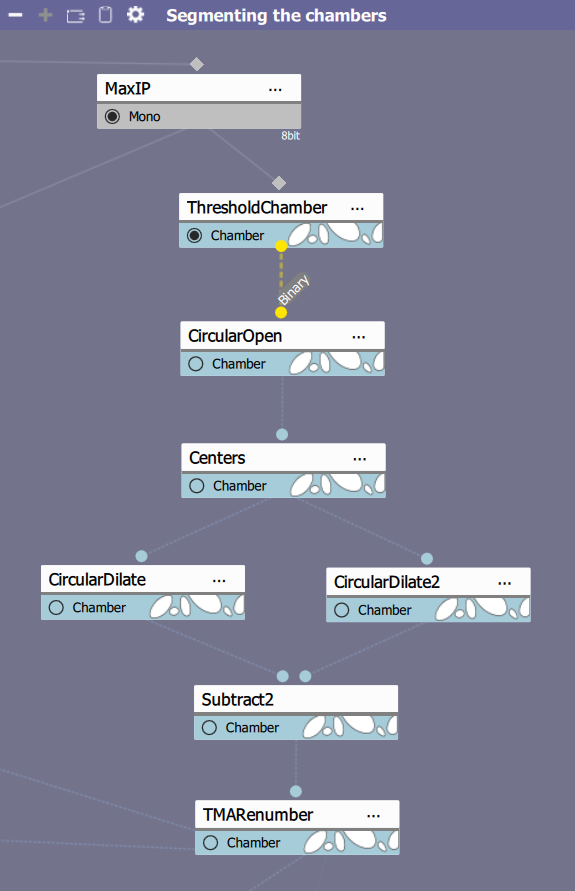 Segmenting the chambers
MaxIP ...
Mono
8bit
ThresholdChamber ...
Chamber
Binary
CircularOpen ...
Chamber
Centers ...
Chamber
CircularDilate ...
Chamber
CircularDilate2 ...
Chamber
Subtract2
Chamber
TMARenumber ...
Chamber